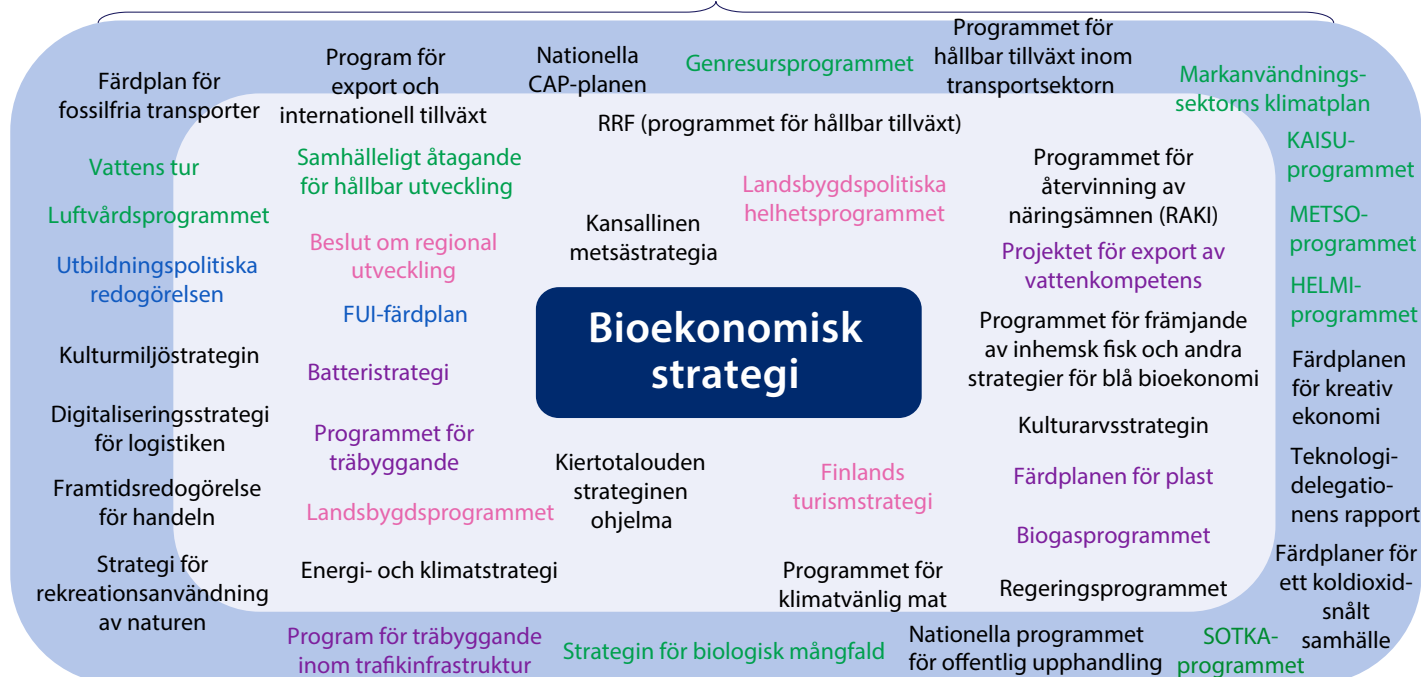 Färdplan för
fossilfria transporter
Program för
export och
internationell tillväxt
Nationella
CAP-planen
Genresursprogrammet
Programmet för
hållbar tillväxt inom
transportsektorn
Markanvändnings-
sektorns klimatplan
RRF (programmet för hållbar tillväxt)
Vattens tur
Samhälleligt åtagande
för hållbar utveckling
Landsbygdspolitiska
helhetsprogrammet
Programmet för
återvinning av
näringsämnen (RAKI)
KAISU-
programmet
Luftvårdsprogrammet
Beslut om regional
utveckling
Kansallinen
metsästrategia
Projektet för export av
vattenkompetens
METSO-
programmet
Utbildningspolitiska
redogörelsen
FUI-färdplan
Bioekonomisk
strategi
Programmet för främjande
av inhemsk fisk och andra
strategier för blå bioekonomi
HELMI-
programmet
Kulturmiljöstrategin
Batteristrategi
Färdplanen
för kreativ
ekonomi
Digitaliseringsstrategi
för logistiken
Programmet för
träbyggande
Kiertotalouden
strateginen
ohjelma
Finlands
turismstrategi
Kulturarvsstrategin
Färdplanen för plast
Teknologi-
delegatio-
nens rapport
Framtidsredogörelse
för handeln
Landsbygdsprogrammet
Biogasprogrammet
Strategi för
rekreationsanvändning
av naturen
Energi- och klimatstrategi
Programmet för
klimatvänlig mat
Regeringsprogrammet
Färdplaner för
ett koldioxid-
snålt
samhälle
Program för träbyggande
inom trafikinfrastruktur
Strategin för biologisk mångfald
Nationella programmet
för offentlig upphandling
SOTKA-
programmet